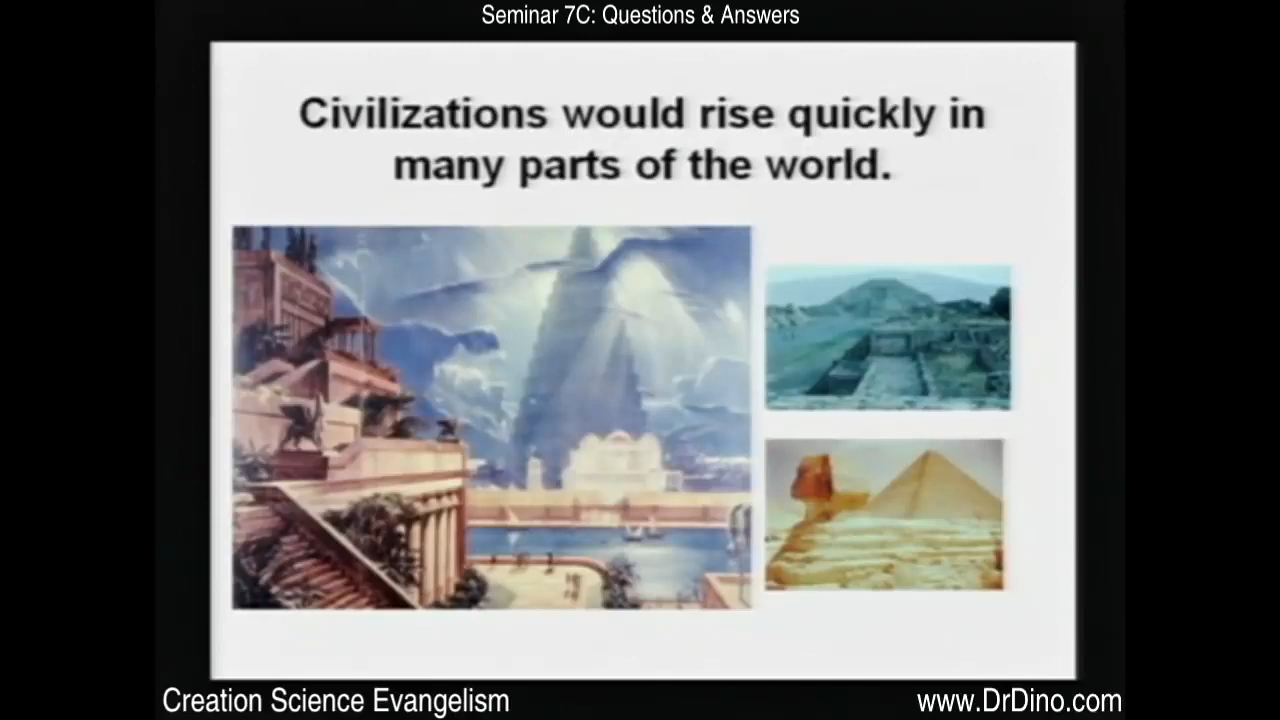 Seminar 7C: Questions & Answers
Civilizations would rise quickly in
many parts of the world.
Creation Science Evangelism
www.DrDino.com